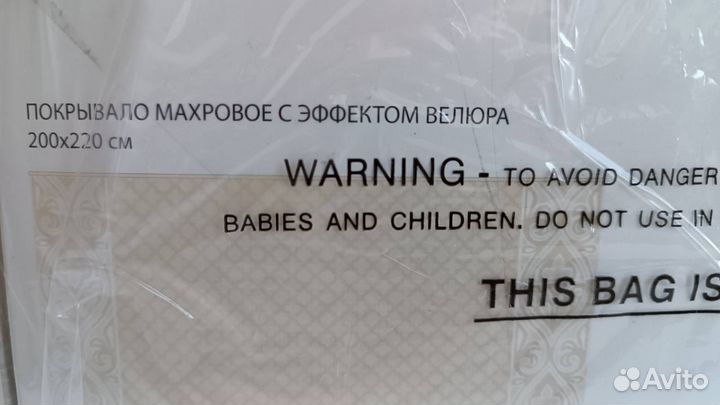 ПОКРЫВАЛО МАХРОВОЕ С ЭФФЕКТОМ ВЕЛЮРА
200x220 см
WARNING - TO AVOID DANGER
BABIES AND CHILDREN. DO NOT USE IN
THIS BAG IS
Avito